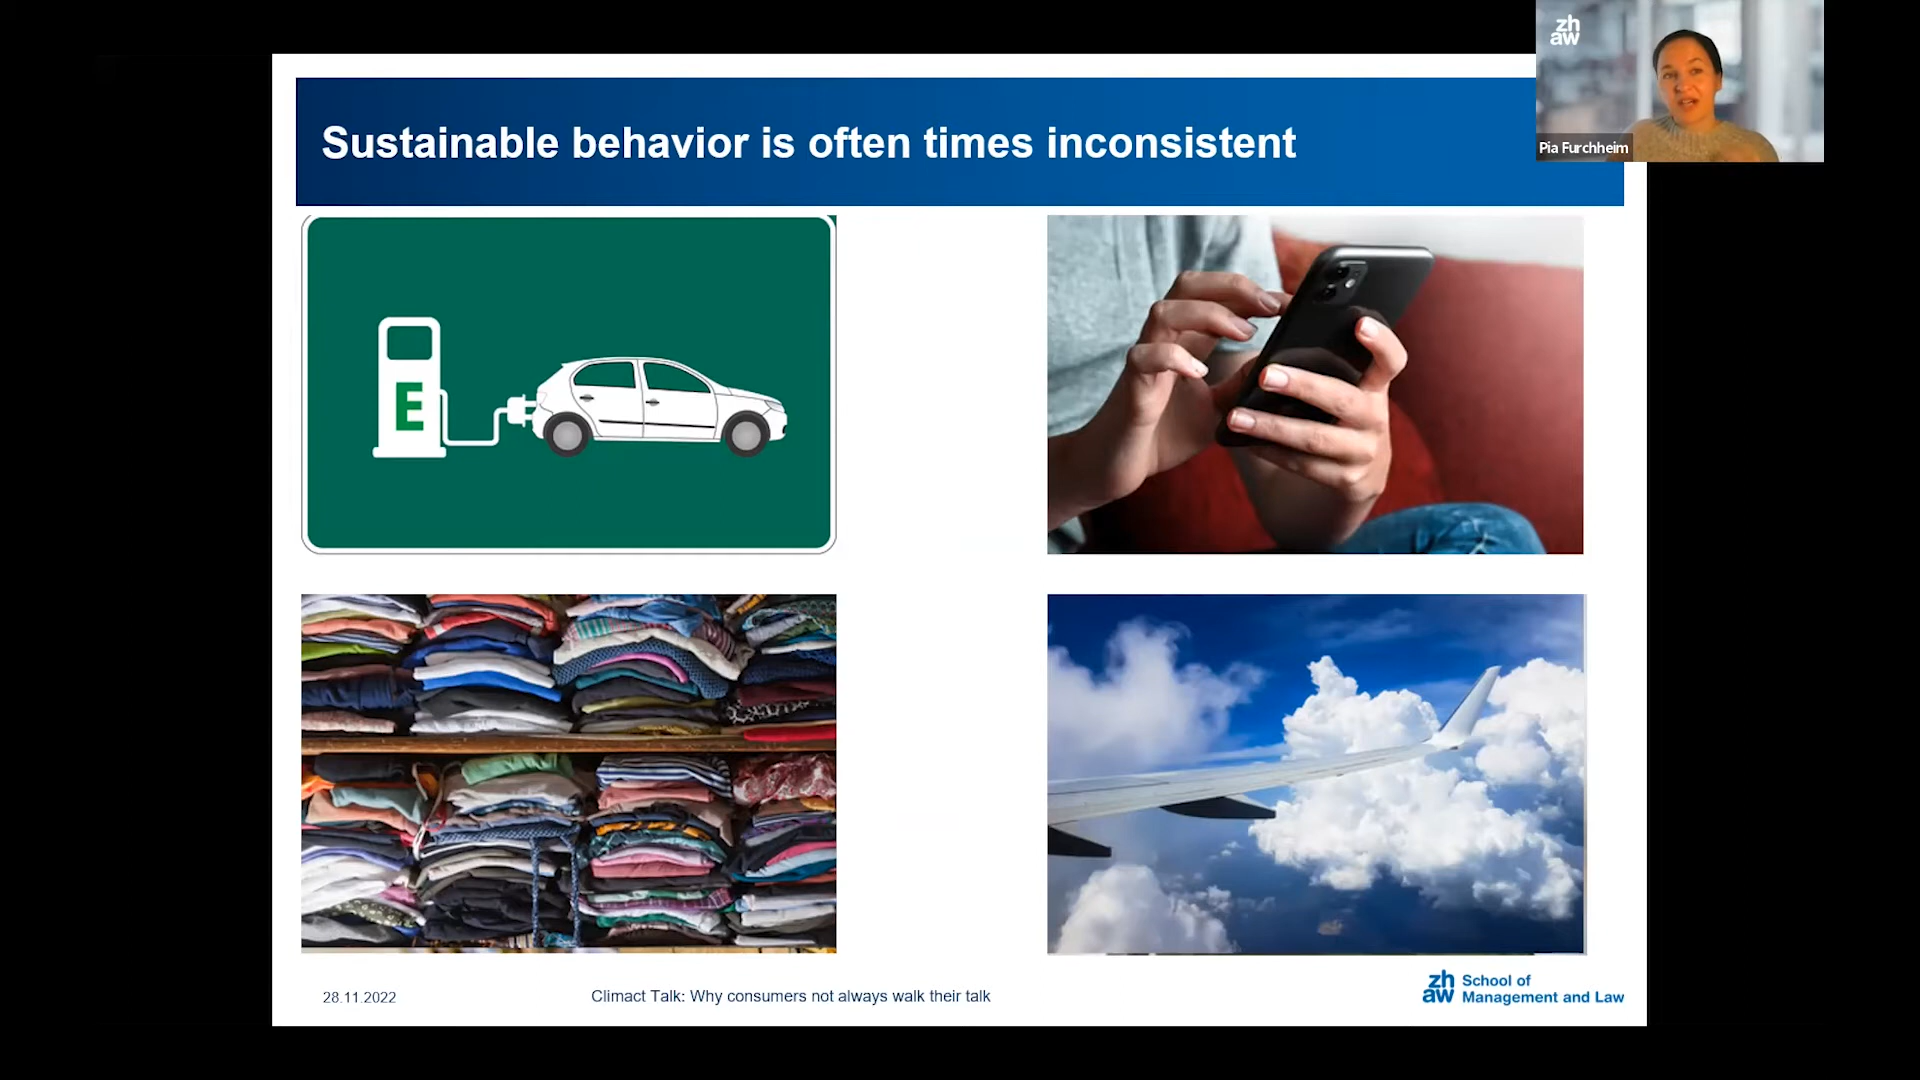 zh
aw
Pia Furchheim
Sustainable behavior is often times inconsistent
E
28.11.2022
Climact Talk: Why consumers not always walk their talk
zh
aw
School of
Management and Law